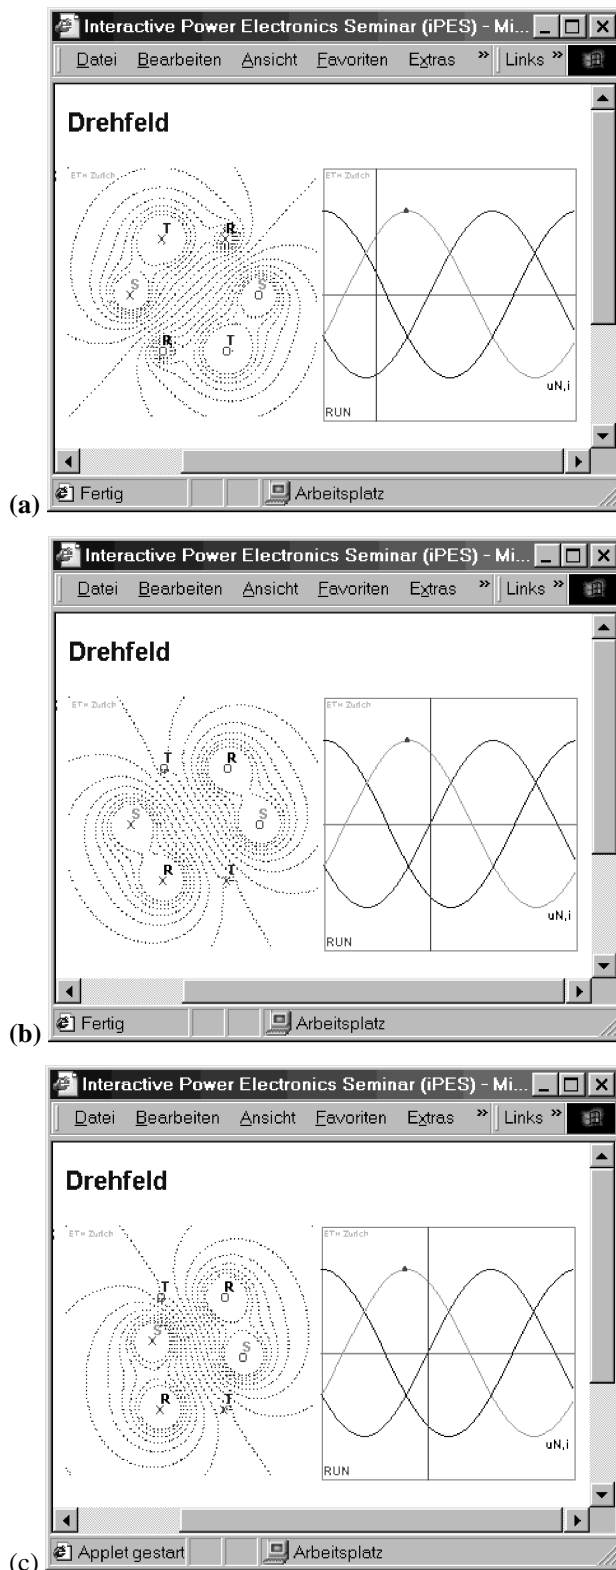 Interactive Power Electronics Seminar (iPES) - Mi...
Datei Bearbeiten Ansicht Favoriten Extras » Links »
Drehfeld
ETH Zurich
ETH Zurich
T R
S S
R T
uN,i
RUN
Fertig Arbeitsplatz
(a)
Interactive Power Electronics Seminar (iPES) - Mi...
Datei Bearbeiten Ansicht Favoriten Extras » Links »
Drehfeld
ETH Zurich
ETH Zurich
T R
S S
R T
uN,i
RUN
Fertig Arbeitsplatz
(b)
Interactive Power Electronics Seminar (iPES) - Mi...
Datei Bearbeiten Ansicht Favoriten Extras » Links »
Drehfeld
ETH Zurich
ETH Zurich
T R
S S
R T
uN,i
RUN
Applet gestart Arbeitsplatz
(c)